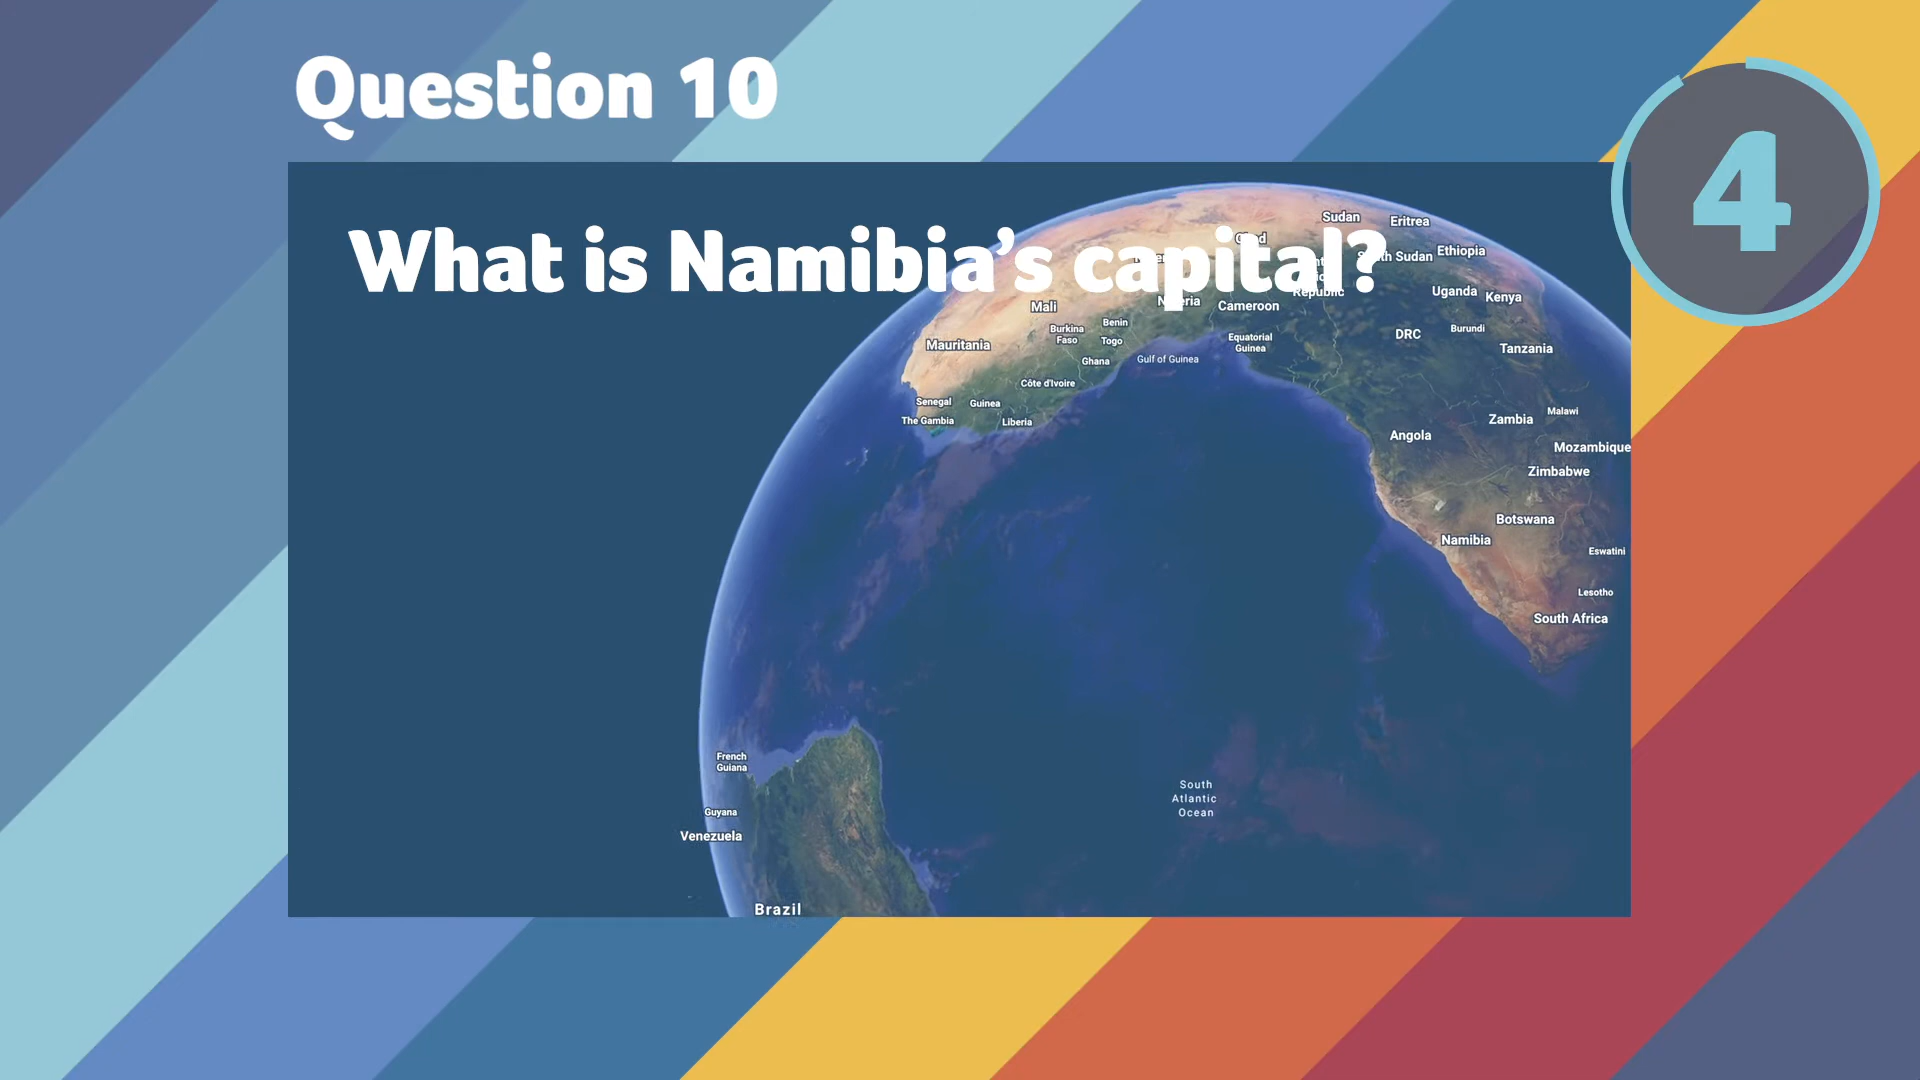 Question 10
4
What is Namibia’s capital?
Sudan
Eritrea
Ethiopia
Mali
Cameroon
Uganda
Kenya
Burkina
Faso
Benin
Togo
Ghana
Gulf of Guinea
Equatorial
Guinea
DRC
Burundi
Tanzania
Mauritania
Côte d'Ivoire
Senegal
Guinea
The Gambia
Liberia
Angola
Zambia
Malawi
Mozambique
Zimbabwe
Botswana
Namibia
Eswatini
Lesotho
South Africa
French
Guiana
Guyana
Venezuela
Brazil
South
Atlantic
Ocean